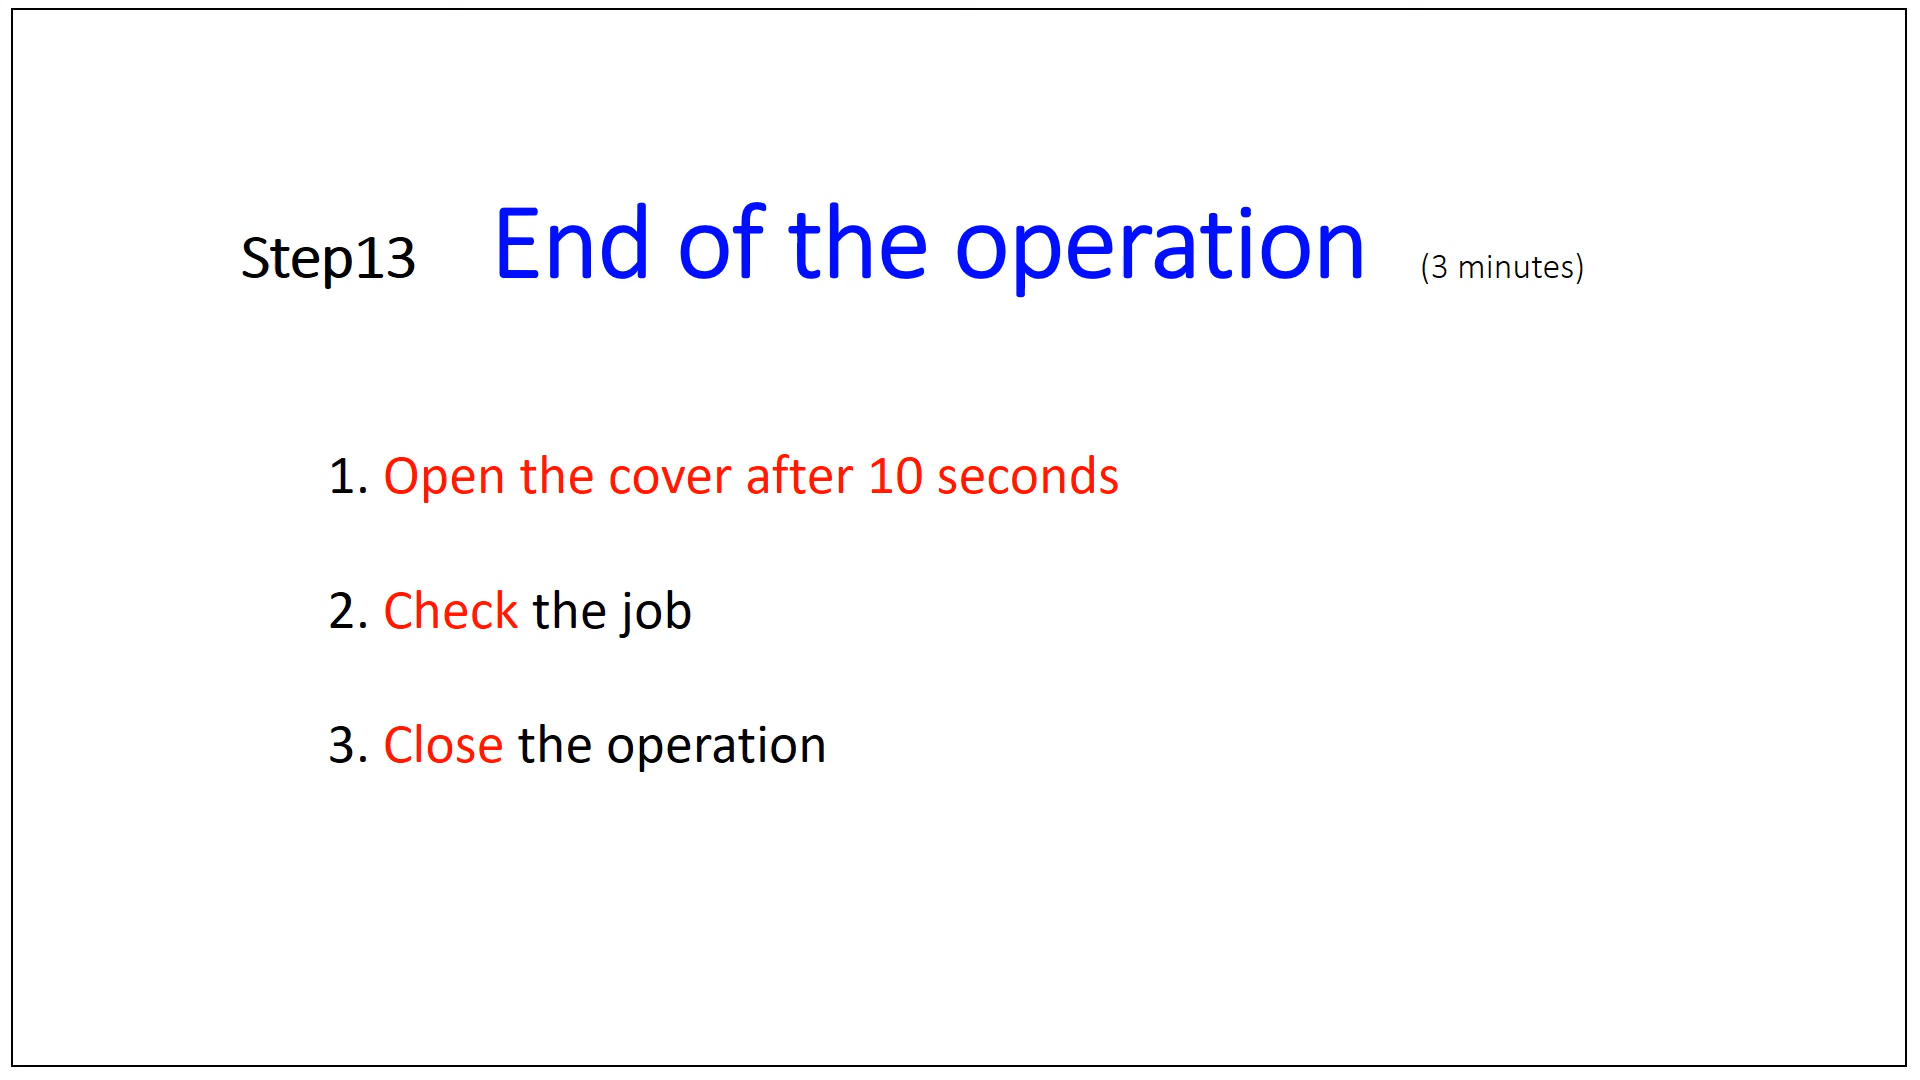 Step13 End of the operation (3 minutes)
1. Open the cover after 10 seconds
2. Check the job
3. Close the operation